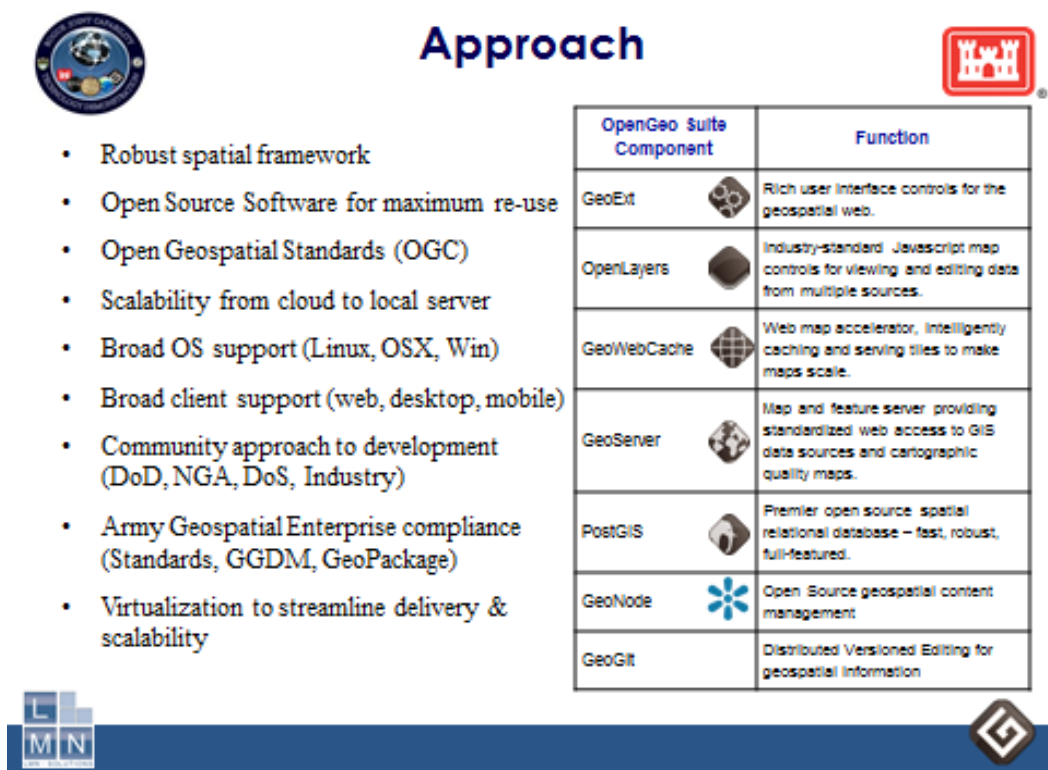 Approach
®
• Robust spatial framework
• Open Source Software for maximum re-use
• Open Geospatial Standards (OGC)
• Scalability from cloud to local server
• Broad OS support (Linux, OSX, Win)
• Broad client support (web, desktop, mobile)
• Community approach to development
(DoD, NGA, DoS, Industry)
• Army Geospatial Enterprise compliance
(Standards, GGDM, GeoPackage)
• Virtualization to streamline delivery &
scalability
OpenGeo Suite
Component
Function
GeoExt
Rich user interface controls for the
geospatial web.
OpenLayers
Industry-standard Javascript map
controls for viewing and editing data
from multiple sources.
GeoWebCache
Web map accelerator, intelligently
caching and serving tiles to make
maps scale.
GeoServer
Map and feature server providing
standardized web access to GIS
data sources and cartographic
quality maps.
PostGIS
Premier open source spatial
relational database – fast, robust,
full-featured.
GeoNode
Open Source geospatial content
management
GeoGit
Distributed Versioned Editing for
geospatial information
L
M N
LMN SOLUTIONS